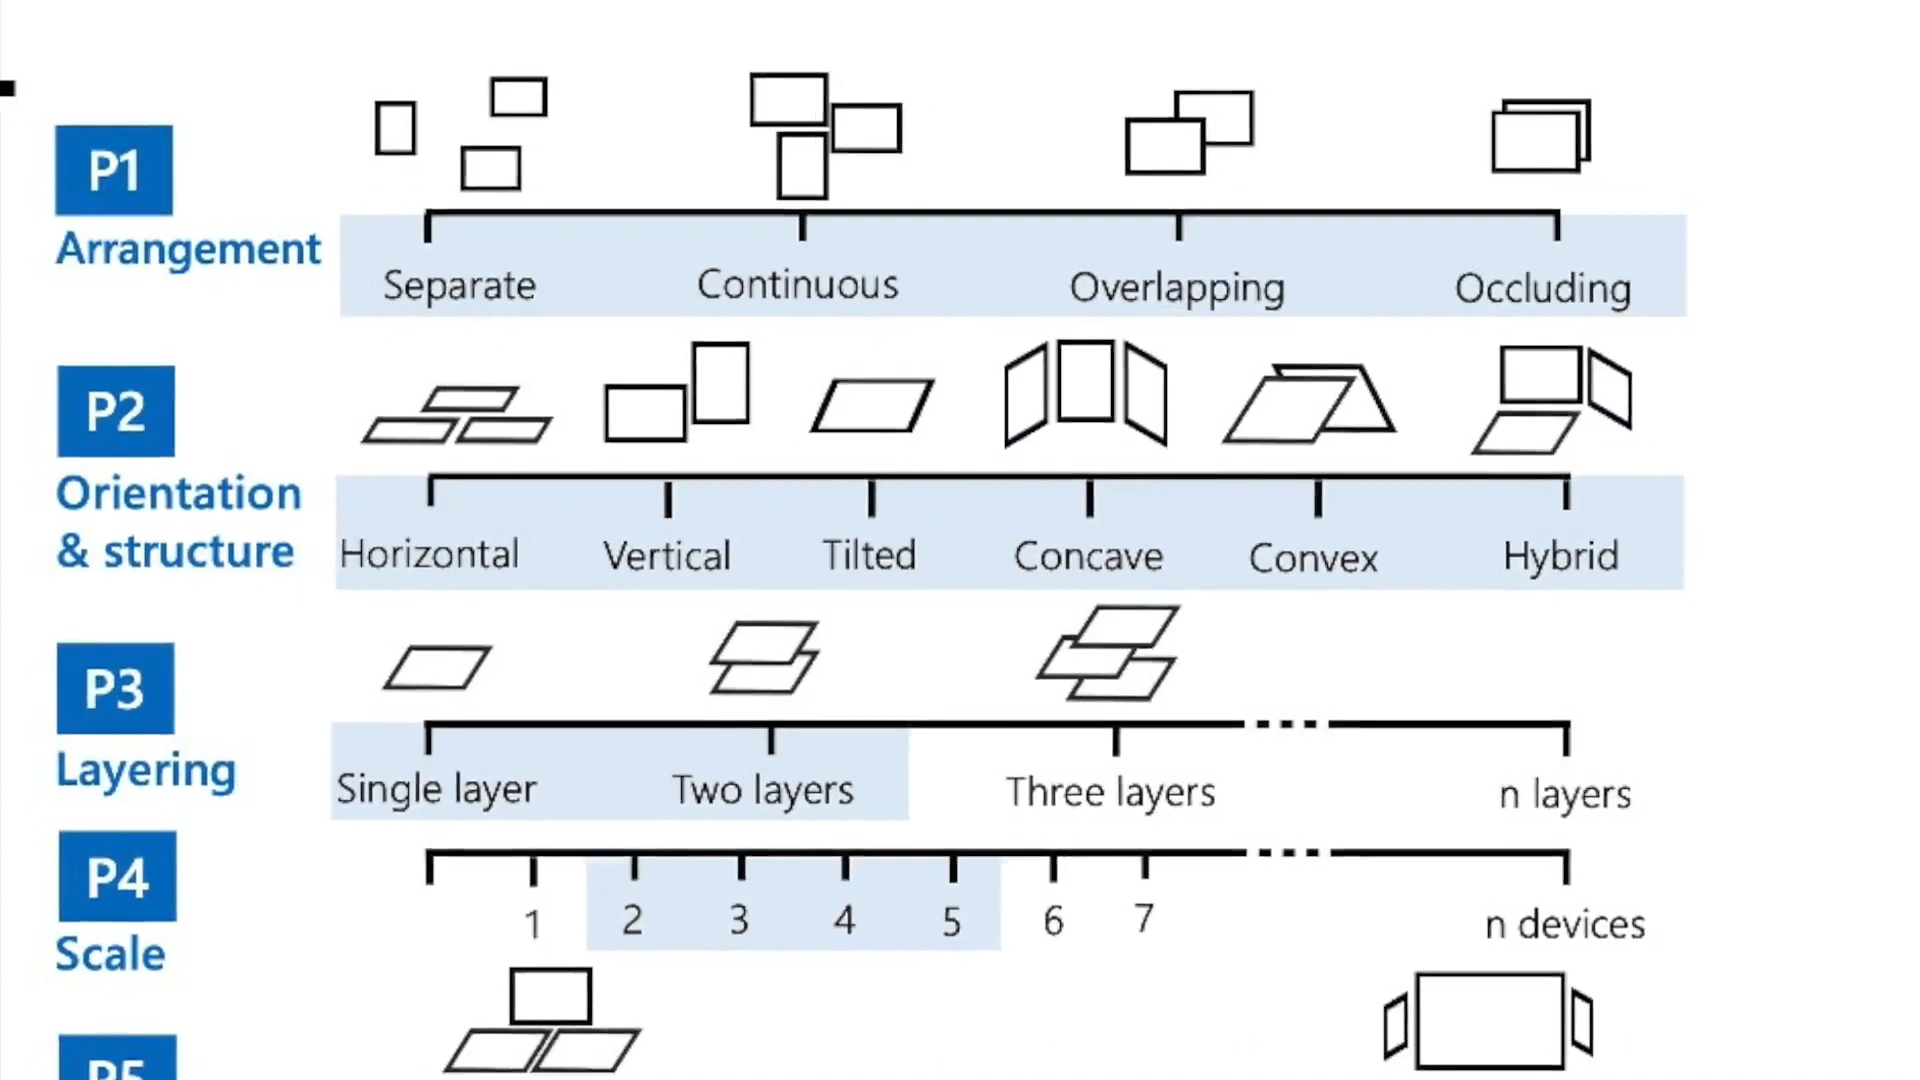 P1
Arrangement
Separate Continuous Overlapping Occluding
P2
Orientation
& structure
Horizontal Vertical Tilted Concave Convex Hybrid
P3
Layering
Single layer Two layers Three layers n layers
P4
Scale
1 2 3 4 5 6 7 n devices
P5